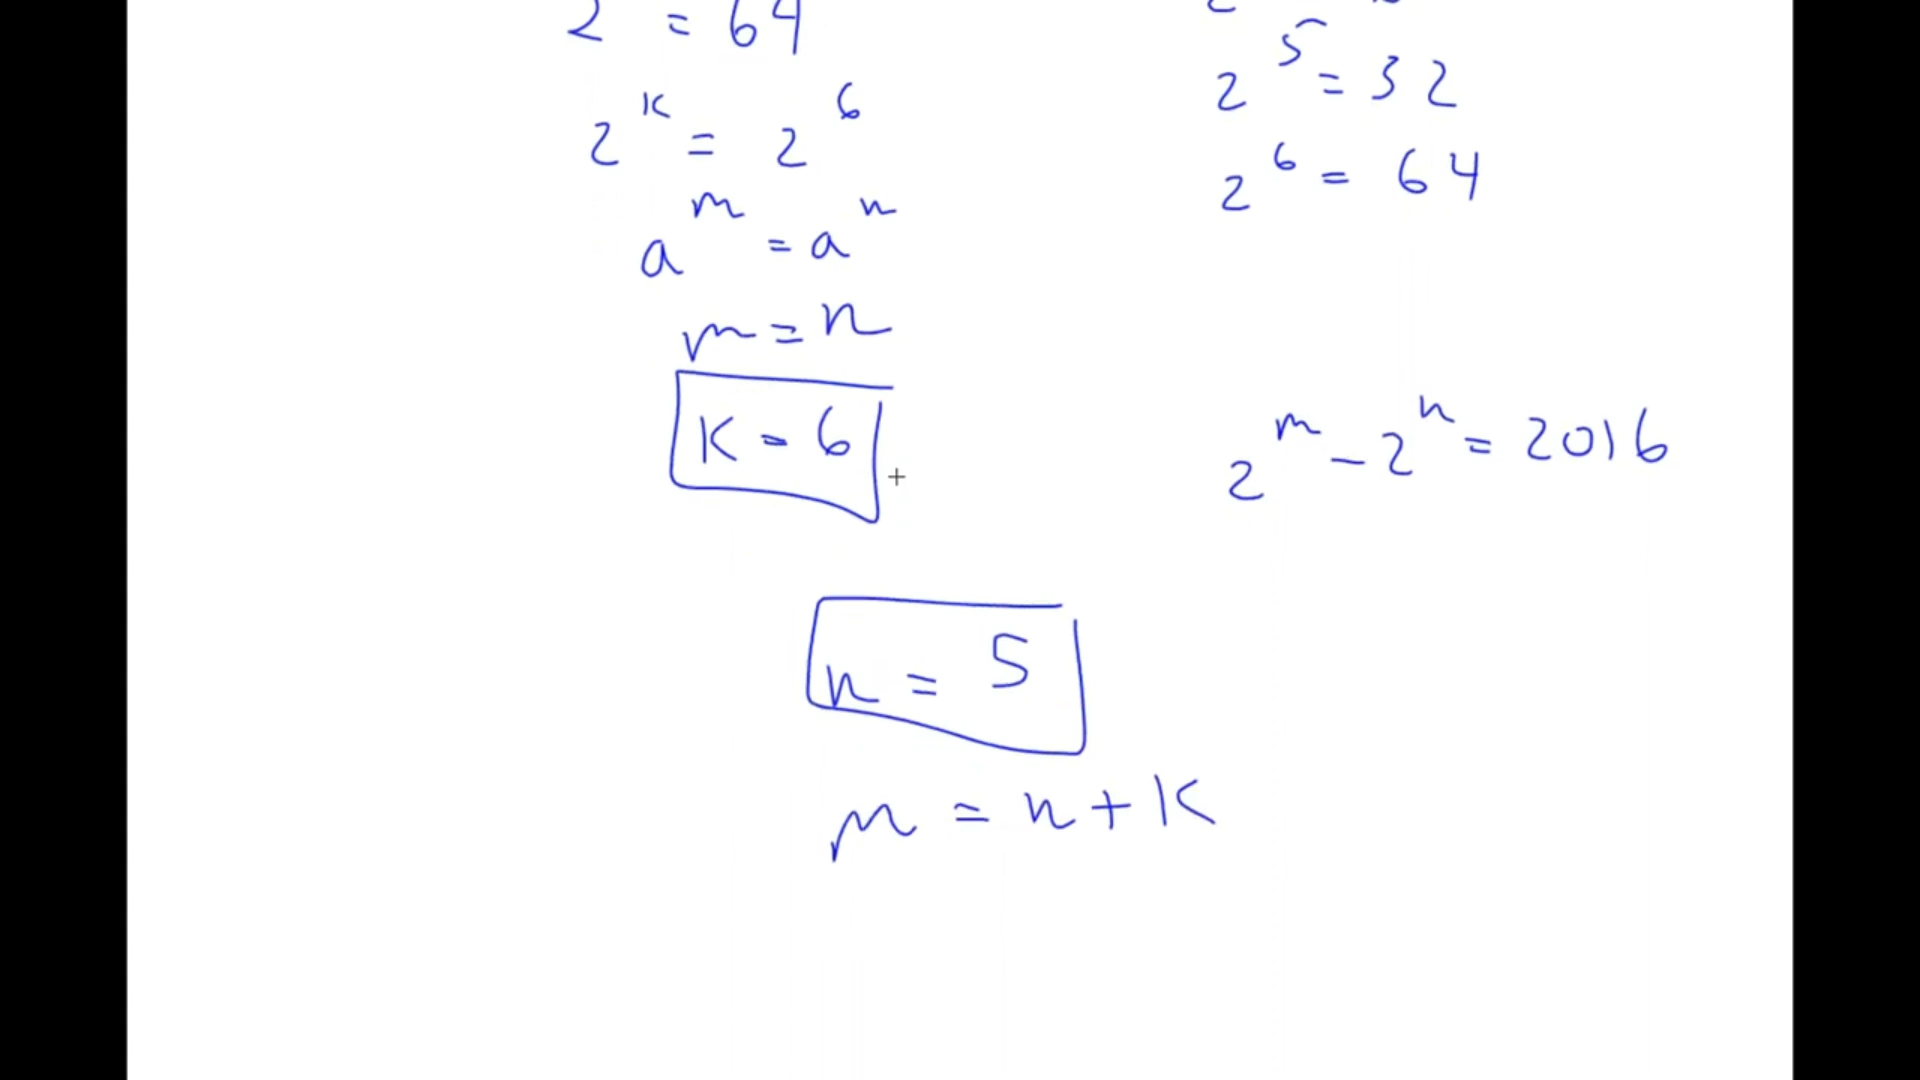 2 = 64
2^k = 2^6
a^m = a^n
m = n
K = 6
2^5 = 32
2^6 = 64
2^m - 2^n = 2016
n = 5
m = n + K